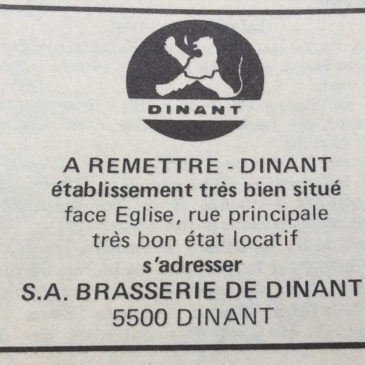 DINANT
A REMETTRE - DINANT
établissement très bien situé
face Eglise, rue principale
très bon état locatif
s'adresser
S.A. BRASSERIE DE DINANT
5500 DINANT